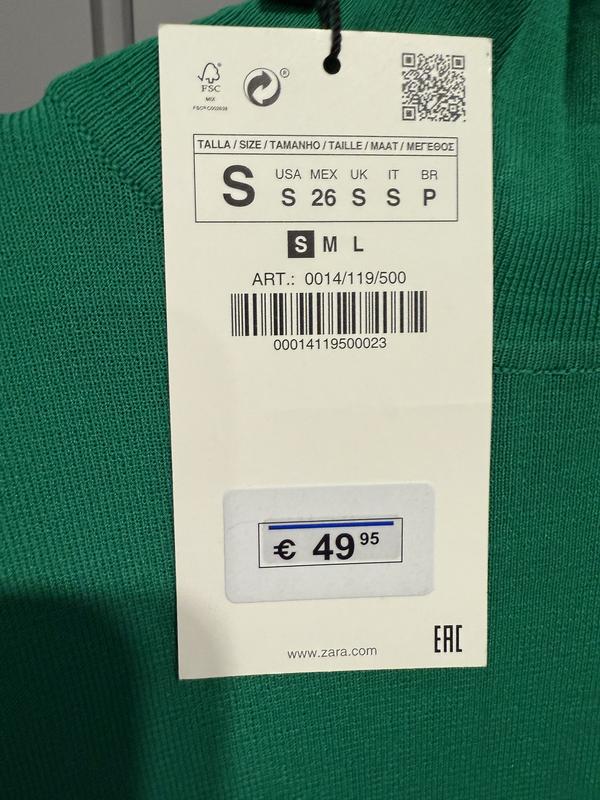 FSC
MIX
®
TALLA / SIZE / TAMANHO / TAILLE / MAAT / ΜΕΓΕΘΟΣ
S
USA MEX UK IT BR
S 26 S S P
S M L
ART.: 0014/119/500
00014119500023
€ 49 95
www.zara.com
EAC